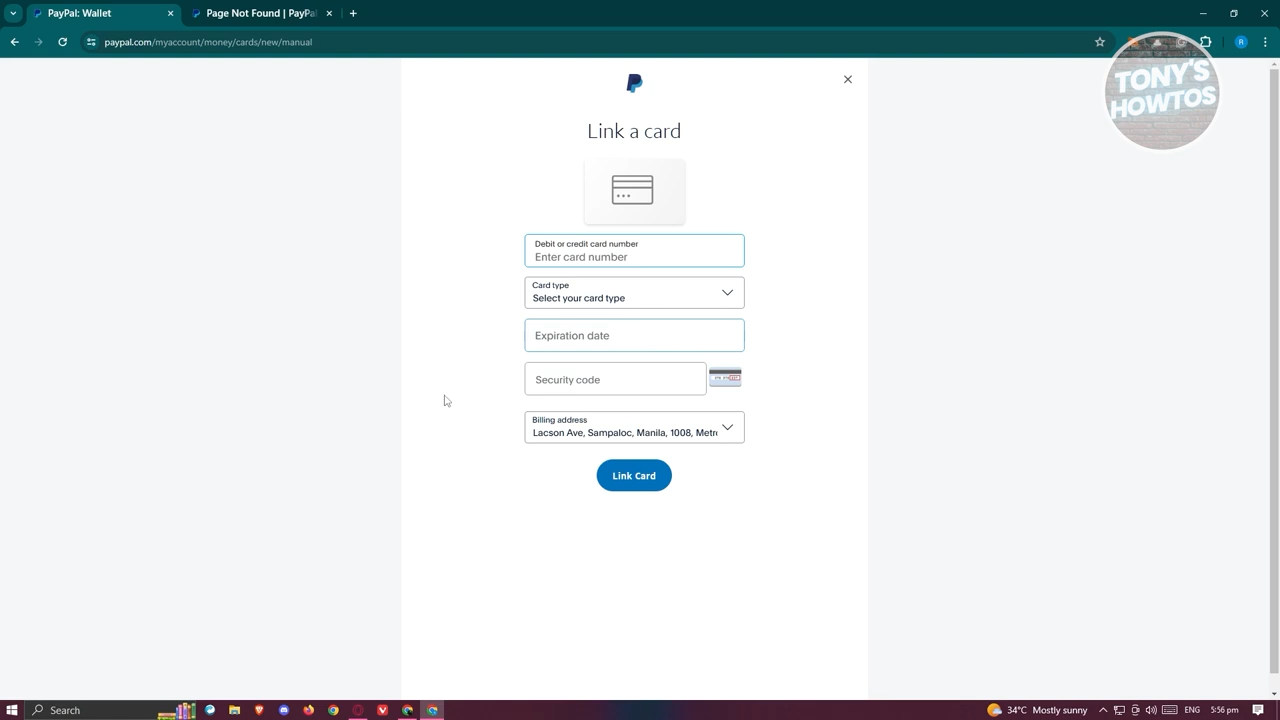 PayPal: Wallet
Page Not Found | PayPal
paypal.com/myaccount/money/cards/new/manual
R
TONY'S
HOWTOS
Link a card
Debit or credit card number
Enter card number
Card type
Select your card type
Expiration date
Security code
Billing address
Lacson Ave, Sampaloc, Manila, 1008, Metr
Link Card
Search
34°C Mostly sunny
ENG
5:56 pm